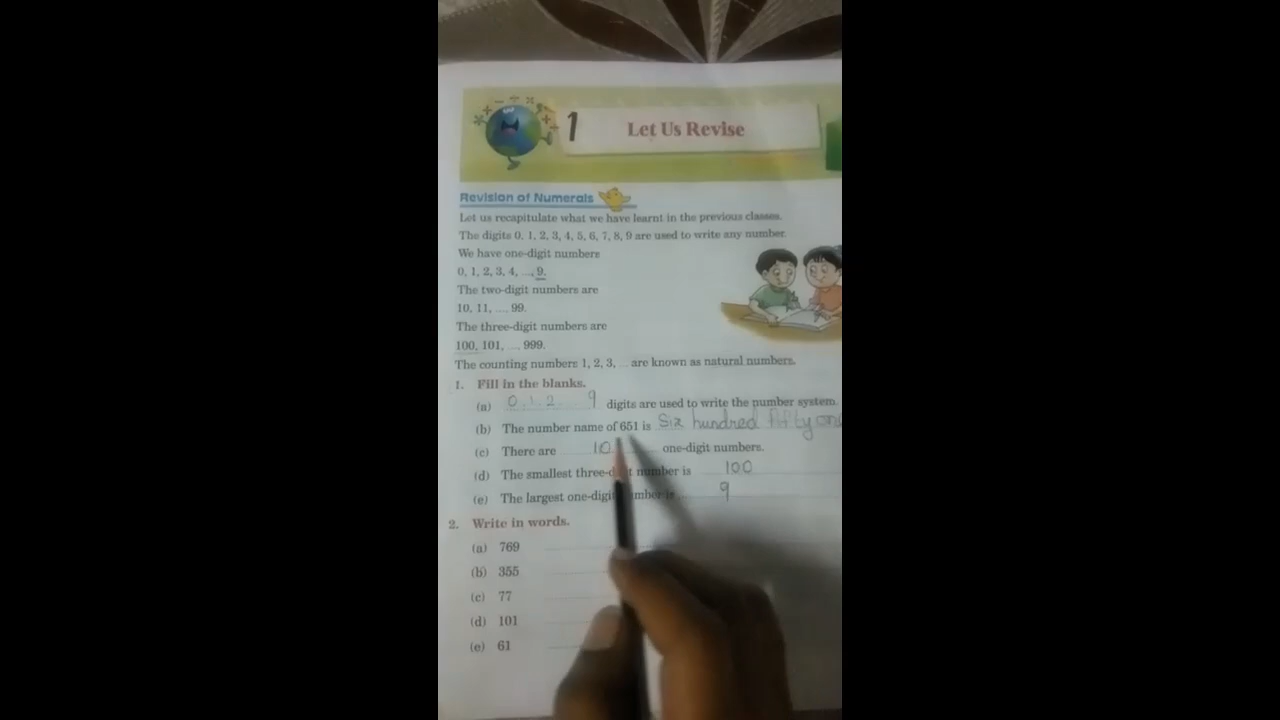 1 Let Us Revise
Revision of Numerals
Let us recapitulate what we have learnt in the previous classes.
The digits 0, 1, 2, 3, 4, 5, 6, 7, 8, 9 are used to write any number.
We have one-digit numbers
0, 1, 2, 3, 4, ..., 9.
The two-digit numbers are
10, 11, ..., 99.
The three-digit numbers are
100, 101, ..., 999.
The counting numbers 1, 2, 3, ... are known as natural numbers.
1. Fill in the blanks.
(a) 0, 1, 2 ... 9 digits are used to write the number system.
(b) The number name of 651 is Six hundred fifty one
(c) There are 10 one-digit numbers.
(d) The smallest three-digit number is 100
(e) The largest one-digit number is 9
2. Write in words.
(a) 769
(b) 355
(c) 77
(d) 101
(e) 61